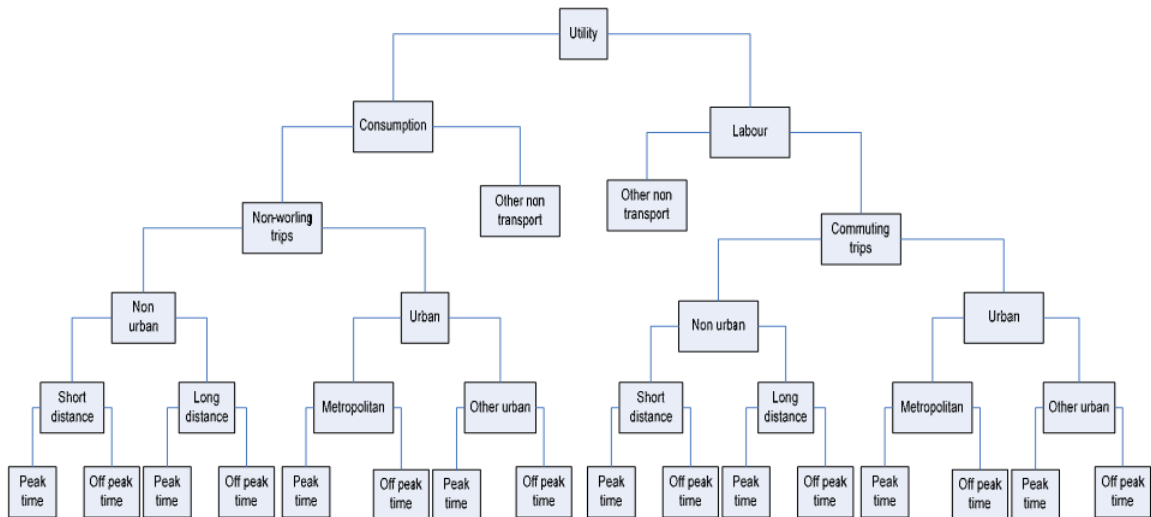 Utility
Consumption
Labour
Other non
transport
Other non
transport
Non-worling
trips
Commuting
trips
Non
urban
Urban
Non urban
Urban
Short
distance
Long
distance
Metropolitan
Other urban
Short
distance
Long
distance
Metropolitan
Other urban
Peak
time
Off peak
time
Peak
time
Off peak
time
Peak
time
Off peak
time
Peak
time
Off peak
time
Peak
time
Off peak
time
Peak
time
Off peak
time
Peak
time
Off peak
time
Peak
time
Off peak
time